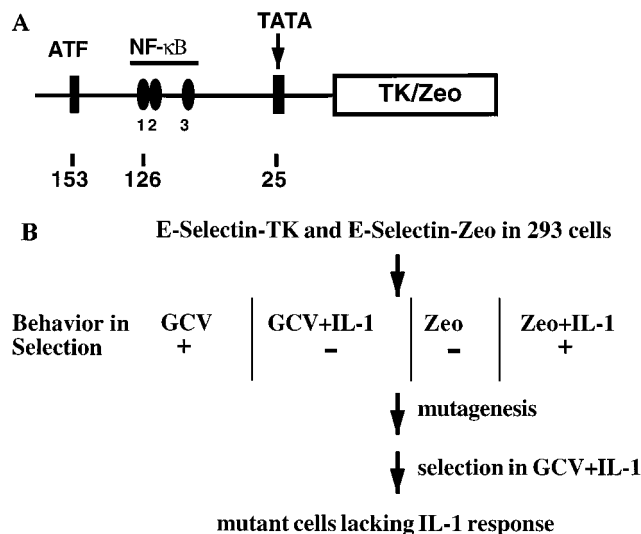 A
TATA
ATF NF-κB
TK/Zeo
1 2 3
153 126 25
B E-Selectin-TK and E-Selectin-Zeo in 293 cells
Behavior in GCV GCV+IL-1 Zeo Zeo+IL-1
Selection + - - +
mutagenesis
selection in GCV+IL-1
mutant cells lacking IL-1 response